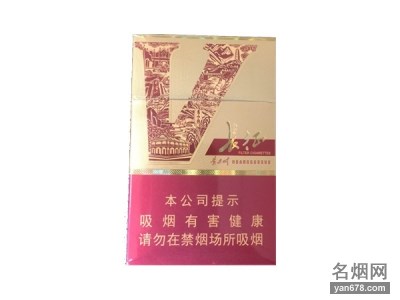 长征
本公司提示
吸烟有害健康
请勿在禁烟场所吸烟
名烟网
yan678.com